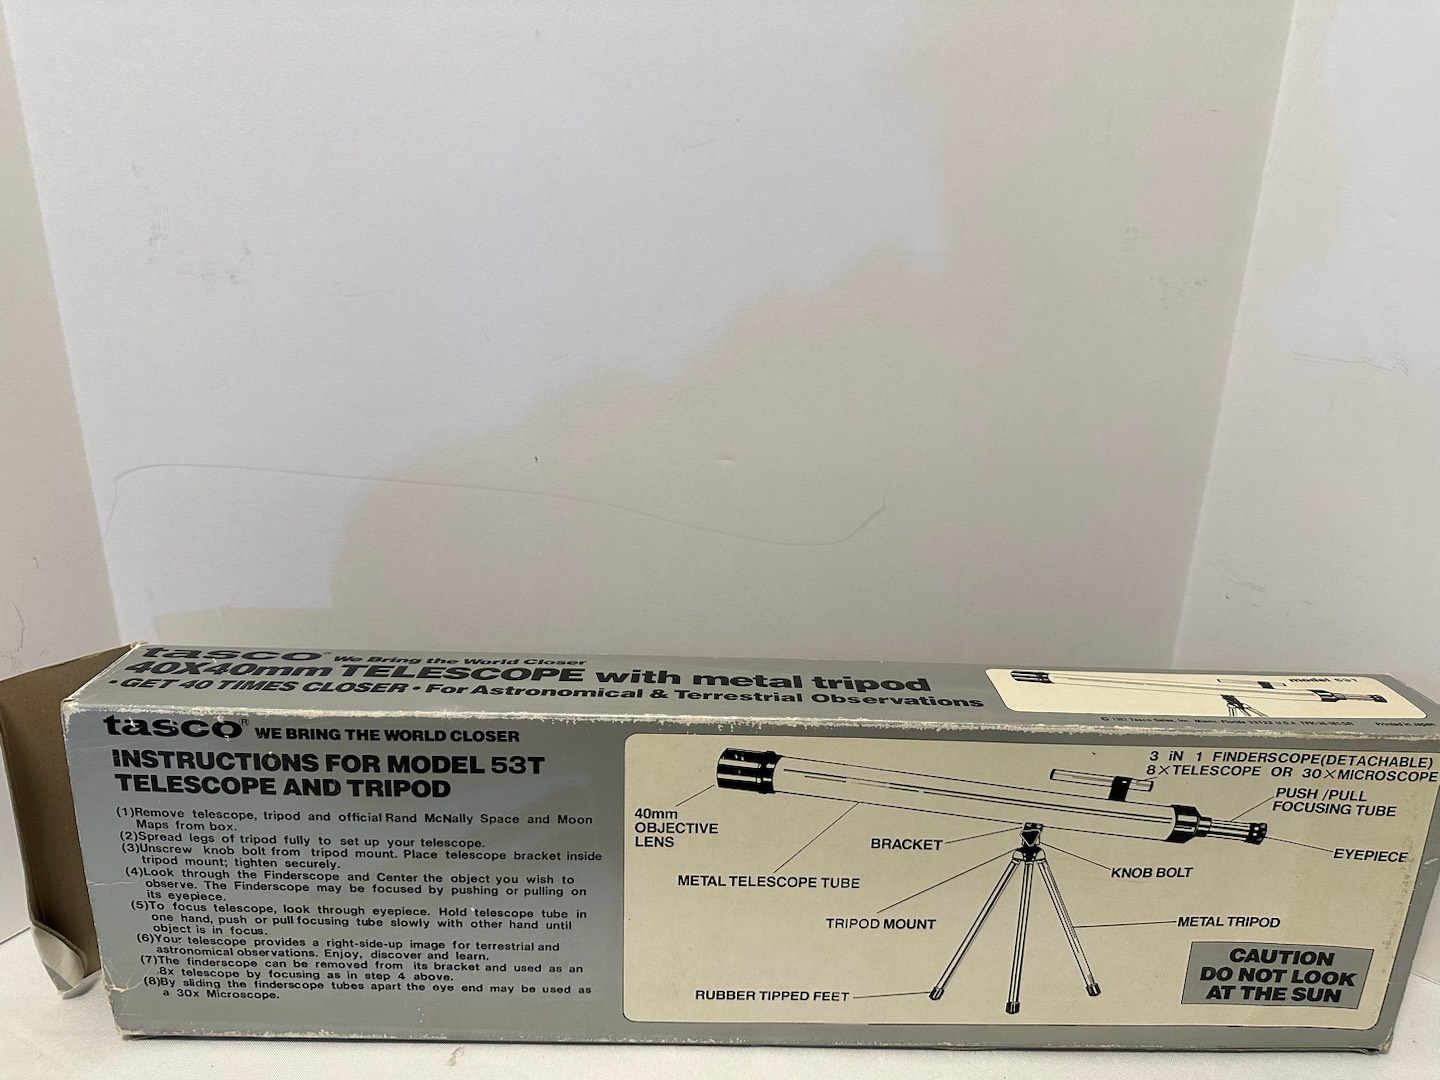 tasco® We Bring the World Closer
40X40mm TELESCOPE with metal tripod
•GET 40 TIMES CLOSER • For Astronomical & Terrestrial Observations
model 53T
Printed in Japan
tasco® WE BRING THE WORLD CLOSER
INSTRUCTIONS FOR MODEL 53T
TELESCOPE AND TRIPOD
(1)Remove telescope, tripod and official Rand McNally Space and Moon
Maps from box.
(2)Spread legs of tripod fully to set up your telescope.
(3)Unscrew knob bolt from tripod mount. Place telescope bracket inside
tripod mount; tighten securely.
(4)Look through the Finderscope and Center the object you wish to
observe. The Finderscope may be focused by pushing or pulling on
its eyepiece.
(5)To focus telescope, look through eyepiece. Hold telescope tube in
one hand, push or pull focusing tube slowly with other hand until
object is in focus.
(6)Your telescope provides a right-side-up image for terrestrial and
astronomical observations. Enjoy, discover and learn.
(7)The finderscope can be removed from its bracket and used as an
8x telescope by focusing as in step 4 above.
(8)By sliding the finderscope tubes apart the eye end may be used as
a 30x Microscope.
3 iN 1 FINDERSCOPE(DETACHABLE)
8×TELESCOPE OR 30×MICROSCOPE
PUSH /PULL
FOCUSING TUBE
40mm
OBJECTIVE
LENS
BRACKET
EYEPIECE
KNOB BOLT
METAL TELESCOPE TUBE
TRIPOD MOUNT
METAL TRIPOD
RUBBER TIPPED FEET
CAUTION
DO NOT LOOK
AT THE SUN